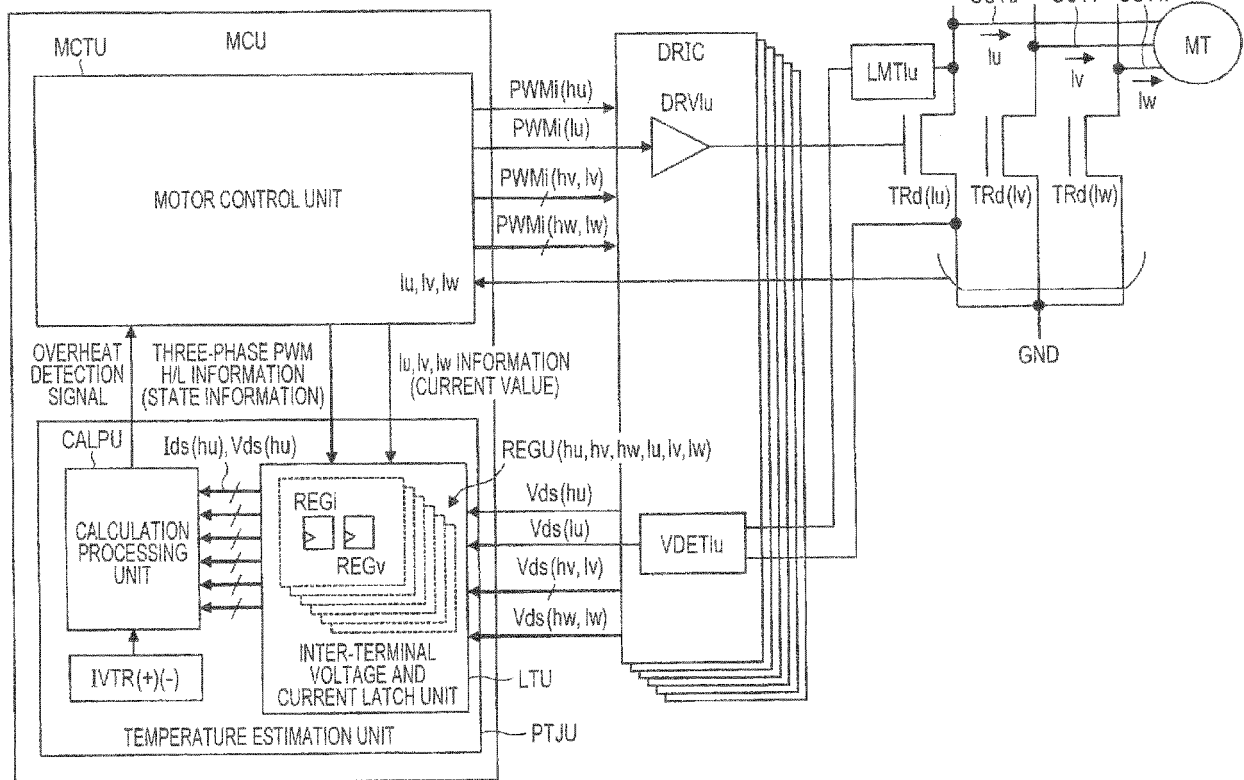 MCTU
MCU
MOTOR CONTROL UNIT
PWMi(hu)
PWMi(lu)
PWMi(hv, lv)
PWMi(hw, lw)
Iu, Iv, Iw
DRIC
DRVlu
LMTlu
Iu
Iv
Iw
MT
TRd(lu)
TRd(lv)
TRd(lw)
GND
OVERHEAT
DETECTION
SIGNAL
THREE-PHASE PWM
H/L INFORMATION
(STATE INFORMATION)
Iu, Iv, Iw INFORMATION
(CURRENT VALUE)
CALPU
Ids(hu), Vds(hu)
REGU(hu, hv, hw, lu, lv, lw)
CALCULATION
PROCESSING
UNIT
REGi
REGv
Vds(hu)
Vds(lu)
Vds(hv, lv)
Vds(hw, lw)
VDETlu
IVTR(+)(-)
INTER-TERMINAL
VOLTAGE AND
CURRENT LATCH UNIT
LTU
TEMPERATURE ESTIMATION UNIT
PTJU